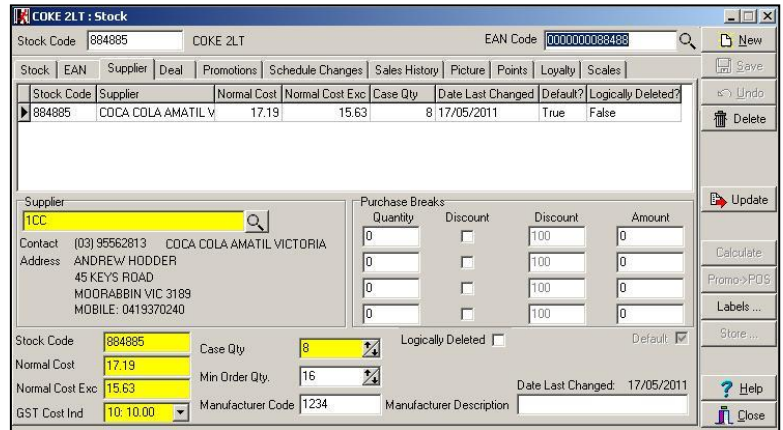 COKE 2LT : Stock
Stock Code 884885 COKE 2LT EAN Code 0000000088488
Stock EAN Supplier Deal Promotions Schedule Changes Sales History Picture Points Loyalty Scales
Stock Code Supplier Normal Cost Normal Cost Exc Case Qty Date Last Changed Default? Logically Deleted?
884885 COCA COLA AMATIL V 17.19 15.63 8 17/05/2011 True False
Supplier
1CC
Contact (03) 95562813 COCA COLA AMATIL VICTORIA
Address ANDREW HODDER
45 KEYS ROAD
MOORABBIN VIC 3189
MOBILE: 0419370240
Purchase Breaks
Quantity Discount Discount Amount
0 100 0
0 100 0
0 100 0
0 100 0
Stock Code 884885
Normal Cost 17.19
Normal Cost Exc 15.63
GST Cost Ind 10: 10.00
Case Qty 8
Min Order Qty. 16
Manufacturer Code 1234
Logically Deleted
Default
Date Last Changed: 17/05/2011
Manufacturer Description
New
Save
Undo
Delete
Update
Calculate
Promo->POS
Labels ...
Store ...
Help
Close